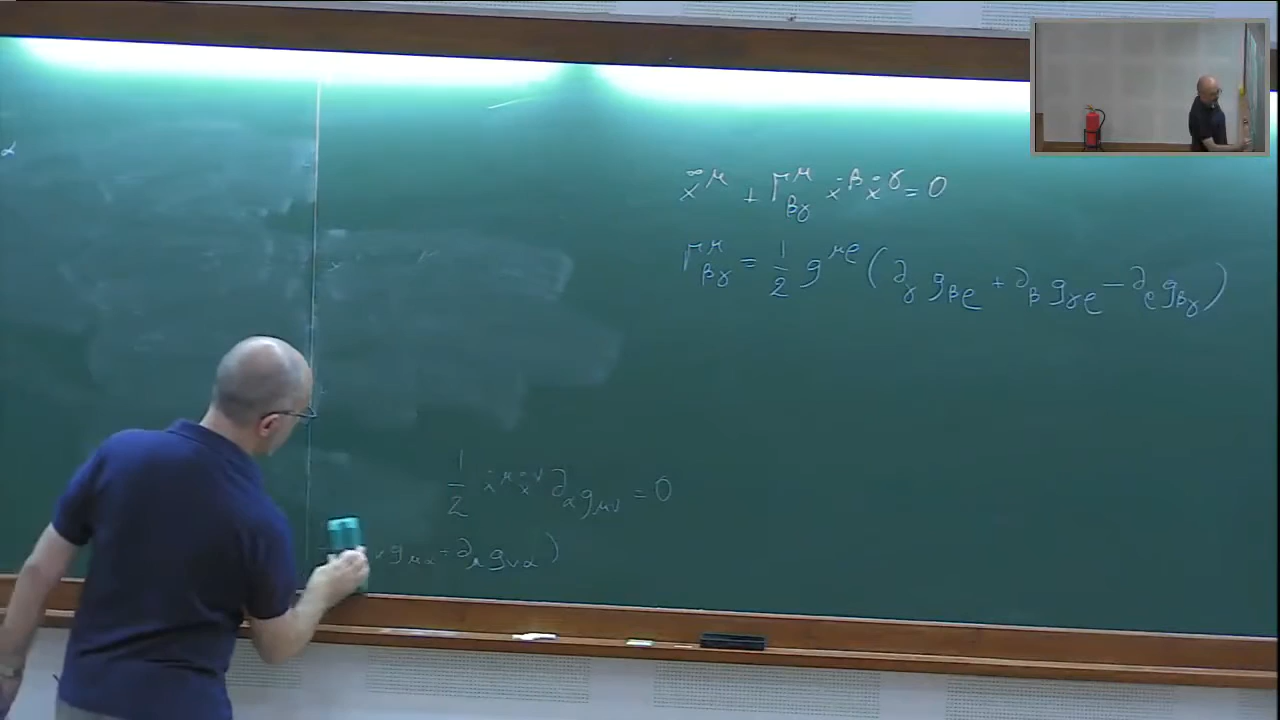 α
ẍ^μ + Γ^μ_{βγ} ẋ^β ẋ^γ = 0
Γ^μ_{βγ} = 1/2 g^{μρ} (∂_γ g_{βρ} + ∂_β g_{γρ} - ∂_ρ g_{βγ})
1/2 ẋ^μ ẋ^ν ∂_α g_{μν} = 0
g_{μα} - ∂_μ g_{να})